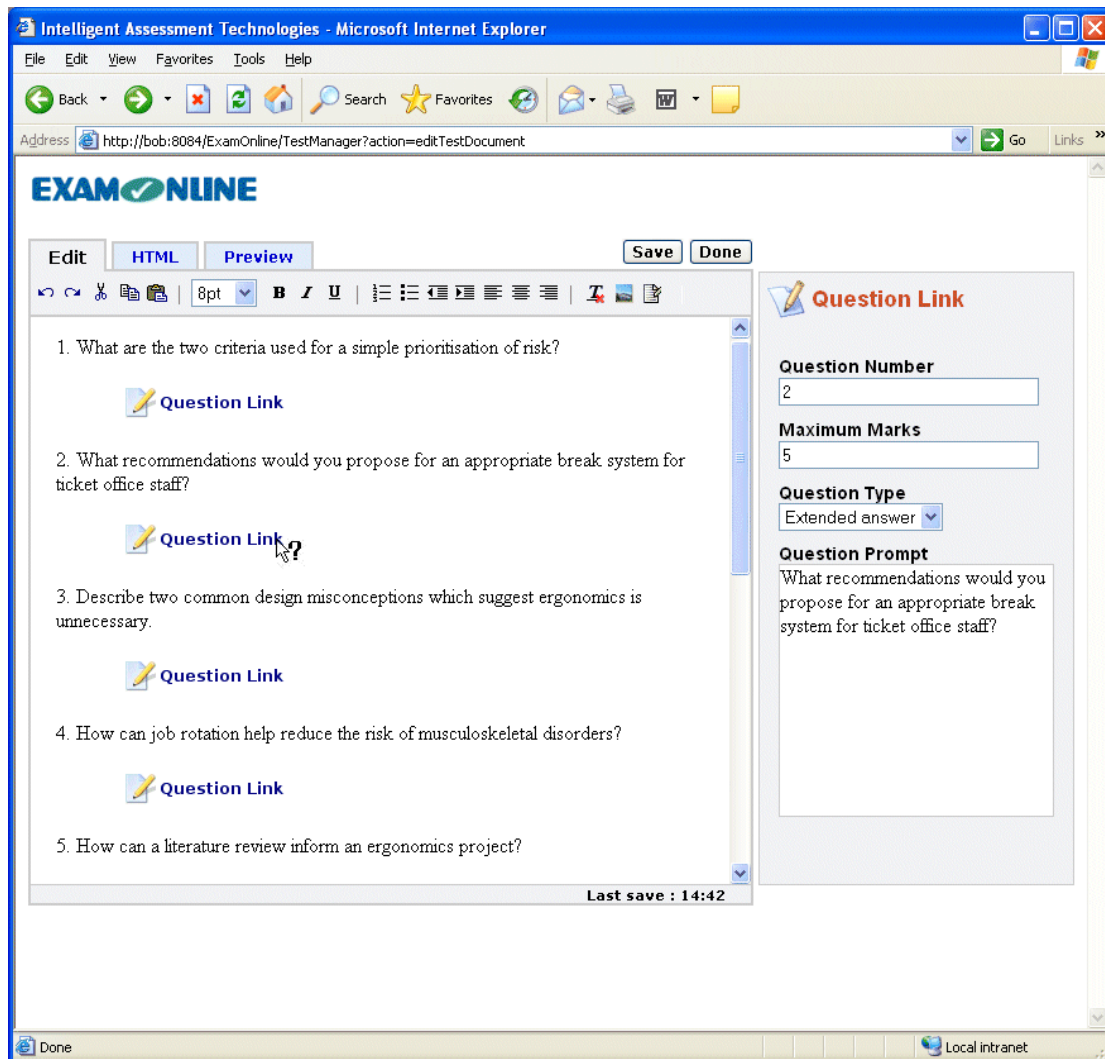 Intelligent Assessment Technologies - Microsoft Internet Explorer
File Edit View Favorites Tools Help
Back Search Favorites
Address http://bob:8084/ExamOnline/TestManager?action=editTestDocument Go Links »
EXAMONLINE
Edit HTML Preview Save Done
8pt B I U
1. What are the two criteria used for a simple prioritisation of risk?
Question Link
2. What recommendations would you propose for an appropriate break system for
ticket office staff?
Question Link
3. Describe two common design misconceptions which suggest ergonomics is
unnecessary.
Question Link
4. How can job rotation help reduce the risk of musculoskeletal disorders?
Question Link
5. How can a literature review inform an ergonomics project?
Last save : 14:42
Question Link
Question Number
2
Maximum Marks
5
Question Type
Extended answer
Question Prompt
What recommendations would you
propose for an appropriate break
system for ticket office staff?
Done Local intranet